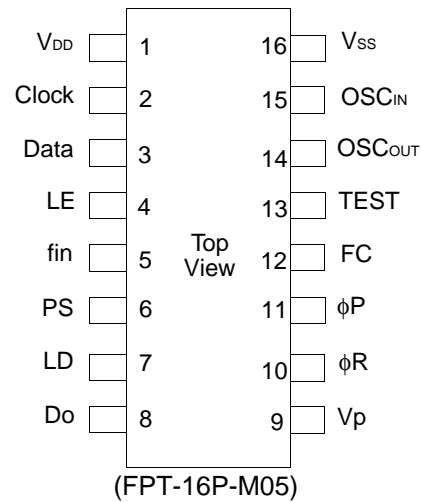 VDD 1 16 VSS
Clock 2 15 OSCIN
Data 3 14 OSCOUT
LE 4 13 TEST
fin 5 Top View 12 FC
PS 6 11 ϕP
LD 7 10 ϕR
Do 8 9 Vp
(FPT-16P-M05)